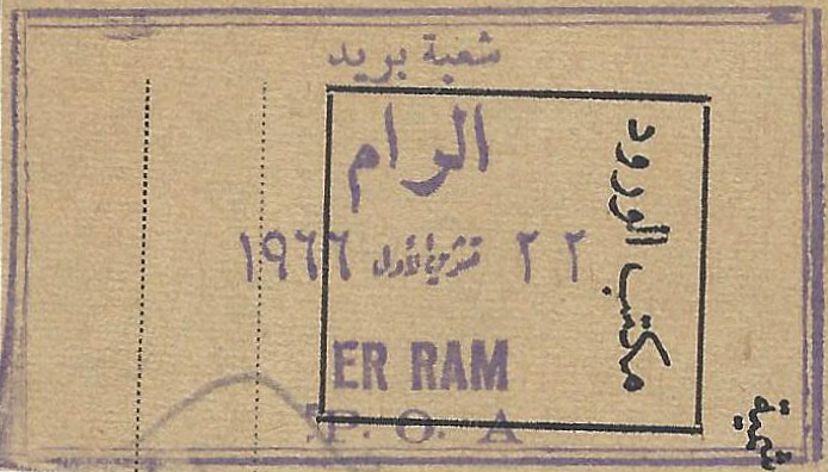 شعبة بريد
الرام
٢٢ تشرين الأول ١٩٦٦
ER RAM
P. O. A
مكتب الورود